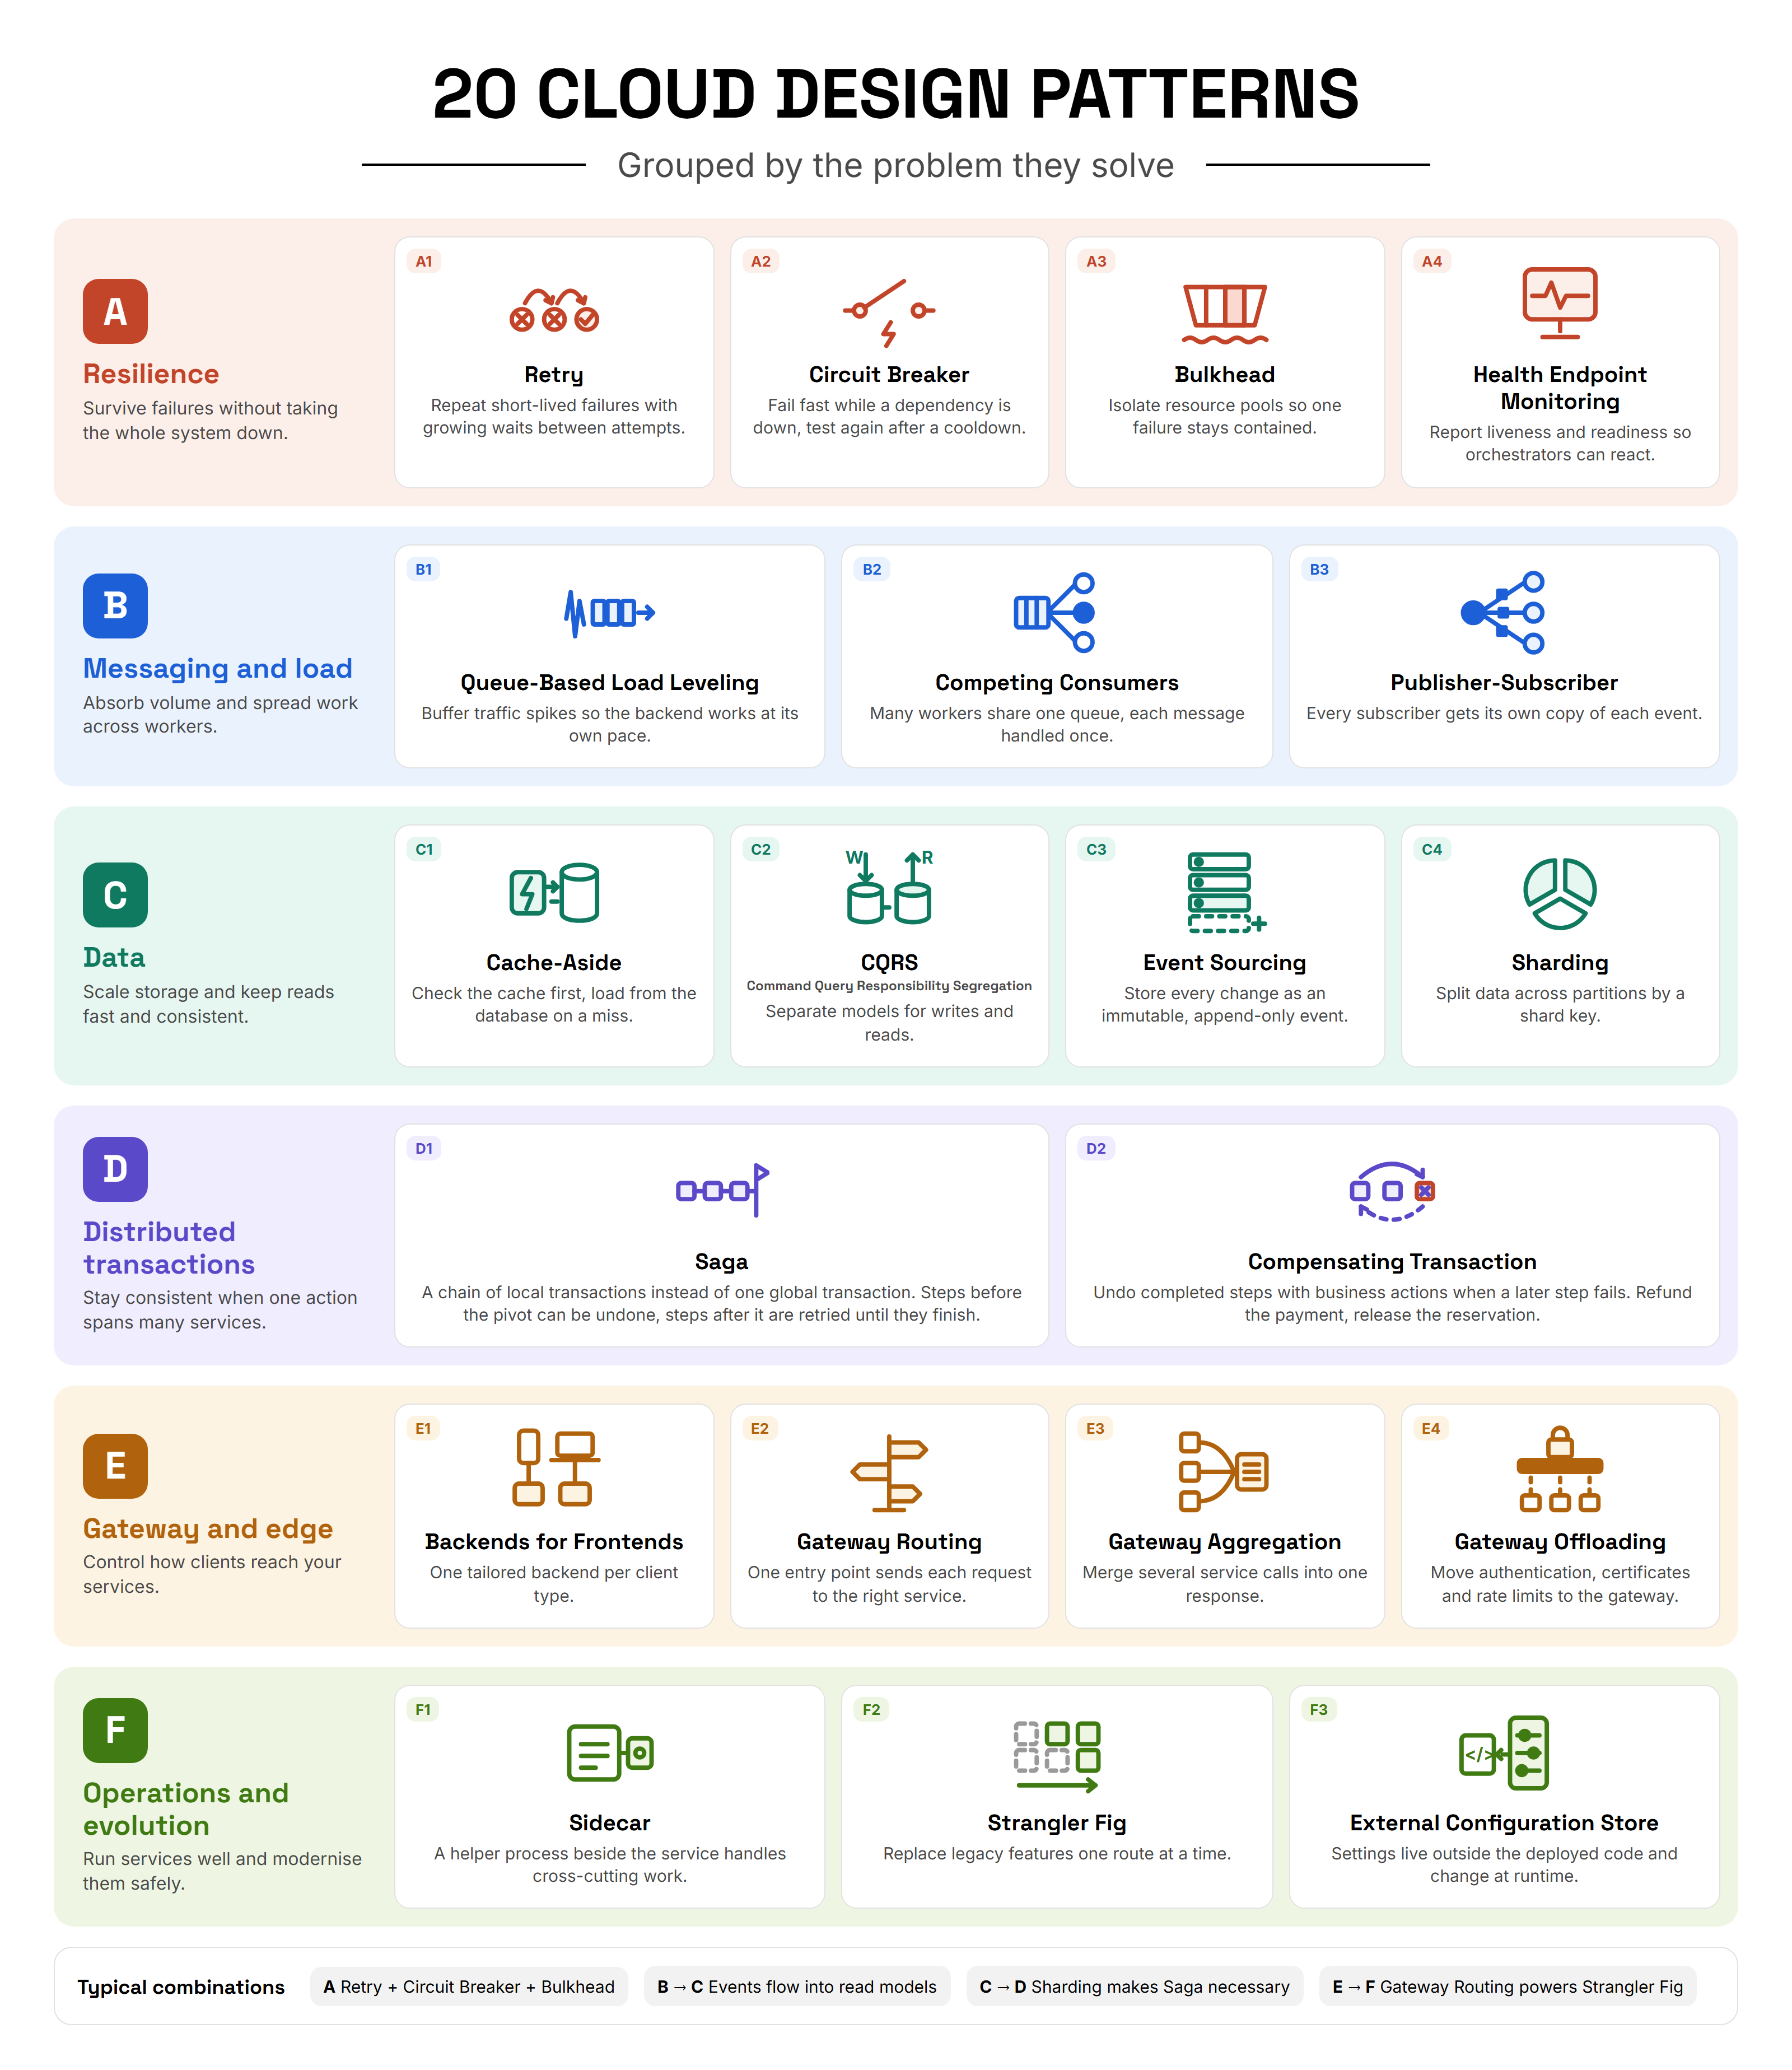 20 CLOUD DESIGN PATTERNS
Grouped by the problem they solve
A
Resilience
Survive failures without taking
the whole system down.
A1
Retry
Repeat short-lived failures with
growing waits between attempts.
A2
Circuit Breaker
Fail fast while a dependency is
down, test again after a cooldown.
A3
Bulkhead
Isolate resource pools so one
failure stays contained.
A4
Health Endpoint
Monitoring
Report liveness and readiness so
orchestrators can react.
B
Messaging and load
Absorb volume and spread work
across workers.
B1
Queue-Based Load Leveling
Buffer traffic spikes so the backend works at its
own pace.
B2
Competing Consumers
Many workers share one queue, each message
handled once.
B3
Publisher-Subscriber
Every subscriber gets its own copy of each event.
C
Data
Scale storage and keep reads
fast and consistent.
C1
Cache-Aside
Check the cache first, load from the
database on a miss.
C2
W R
CQRS
Command Query Responsibility Segregation
Separate models for writes and
reads.
C3
Event Sourcing
Store every change as an
immutable, append-only event.
C4
Sharding
Split data across partitions by a
shard key.
D
Distributed
transactions
Stay consistent when one action
spans many services.
D1
Saga
A chain of local transactions instead of one global transaction. Steps before
the pivot can be undone, steps after it are retried until they finish.
D2
Compensating Transaction
Undo completed steps with business actions when a later step fails. Refund
the payment, release the reservation.
E
Gateway and edge
Control how clients reach your
services.
E1
Backends for Frontends
One tailored backend per client
type.
E2
Gateway Routing
One entry point sends each request
to the right service.
E3
Gateway Aggregation
Merge several service calls into one
response.
E4
Gateway Offloading
Move authentication, certificates
and rate limits to the gateway.
F
Operations and
evolution
Run services well and modernise
them safely.
F1
Sidecar
A helper process beside the service handles
cross-cutting work.
F2
Strangler Fig
Replace legacy features one route at a time.
F3
</>
External Configuration Store
Settings live outside the deployed code and
change at runtime.
Typical combinations
A Retry + Circuit Breaker + Bulkhead
B → C Events flow into read models
C → D Sharding makes Saga necessary
E → F Gateway Routing powers Strangler Fig